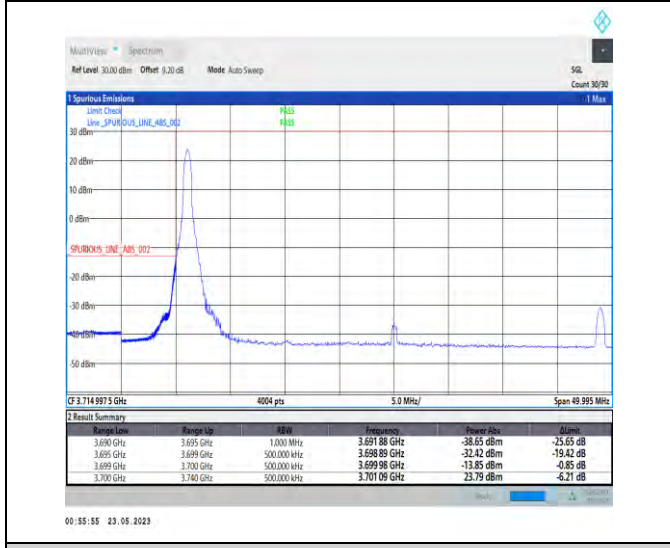 MultiView Spectrum
Ref Level 30.00 dBm Offset 9.20 dB Mode Auto Sweep SGL
Count 30/30
1 Spurious Emissions 1 Max
Limit Check PASS
Line _SPURIOUS_LINE_ABS_002 PASS
30 dBm
20 dBm
10 dBm
0 dBm
_SPURIOUS_LINE_ABS_002
-20 dBm
-30 dBm
-40 dBm
-50 dBm
CF 3.714 997 5 GHz 4004 pts 5.0 MHz/ Span 49.995 MHz
2 Result Summary
Range Low Range Up RBW Frequency Power Abs ΔLimit
3.690 GHz 3.695 GHz 1.000 MHz 3.691 88 GHz -38.65 dBm -25.65 dB
3.695 GHz 3.699 GHz 500.000 kHz 3.698 89 GHz -32.42 dBm -19.42 dB
3.699 GHz 3.700 GHz 500.000 kHz 3.699 98 GHz -13.85 dBm -0.85 dB
3.700 GHz 3.740 GHz 500.000 kHz 3.701 09 GHz 23.79 dBm -6.21 dB
Ready
00:55:55 23.05.2023